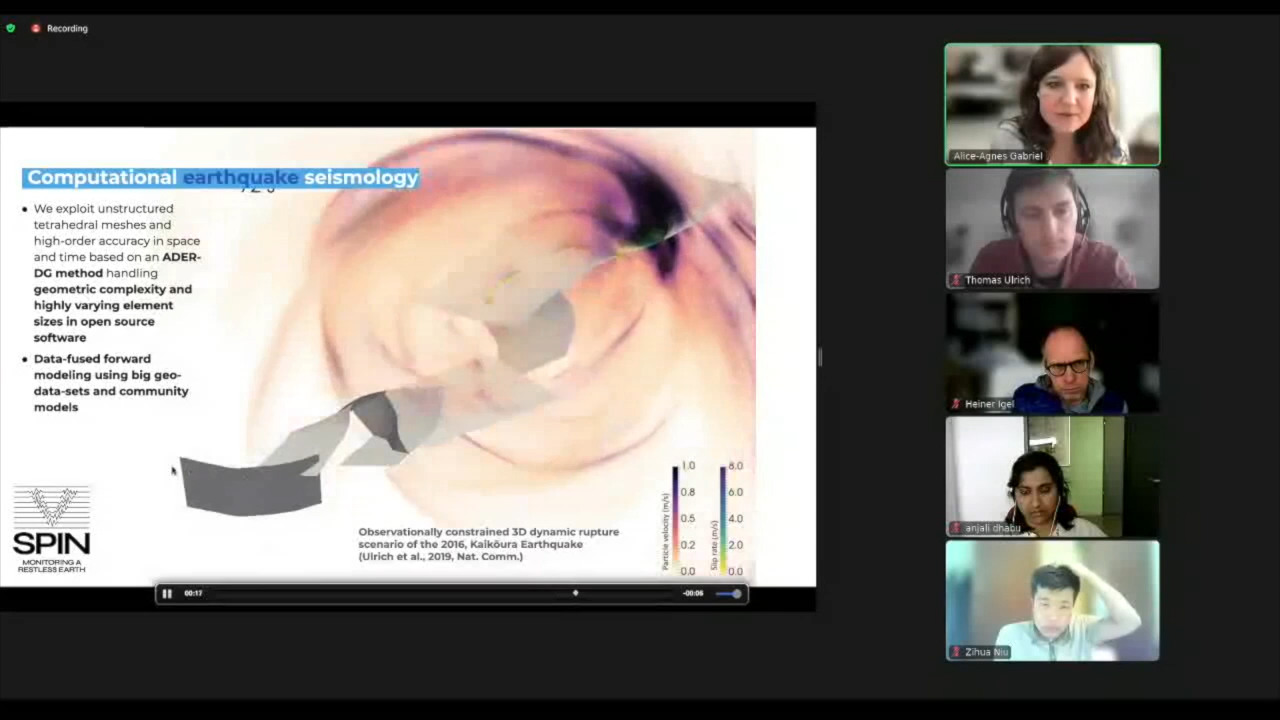 Recording
Computational earthquake seismology
• We exploit unstructured
tetrahedral meshes and
high-order accuracy in space
and time based on an ADER-
DG method handling
geometric complexity and
highly varying element
sizes in open source
software
• Data-fused forward
modeling using big geo-
data-sets and community
models
SPIN
MONITORING A
RESTLESS EARTH
Observationally constrained 3D dynamic rupture
scenario of the 2016, Kaikōura Earthquake
(Ulrich et al., 2019, Nat. Comm.)
Particle velocity (m/s)
1.0
0.8
0.5
0.2
0.0
Slip rate (m/s)
8.0
6.0
4.0
2.0
0.0
00:17
-00:06
Alice-Agnes Gabriel
Thomas Ulrich
Heiner Igel
anjali dhabu
Zihua Niu